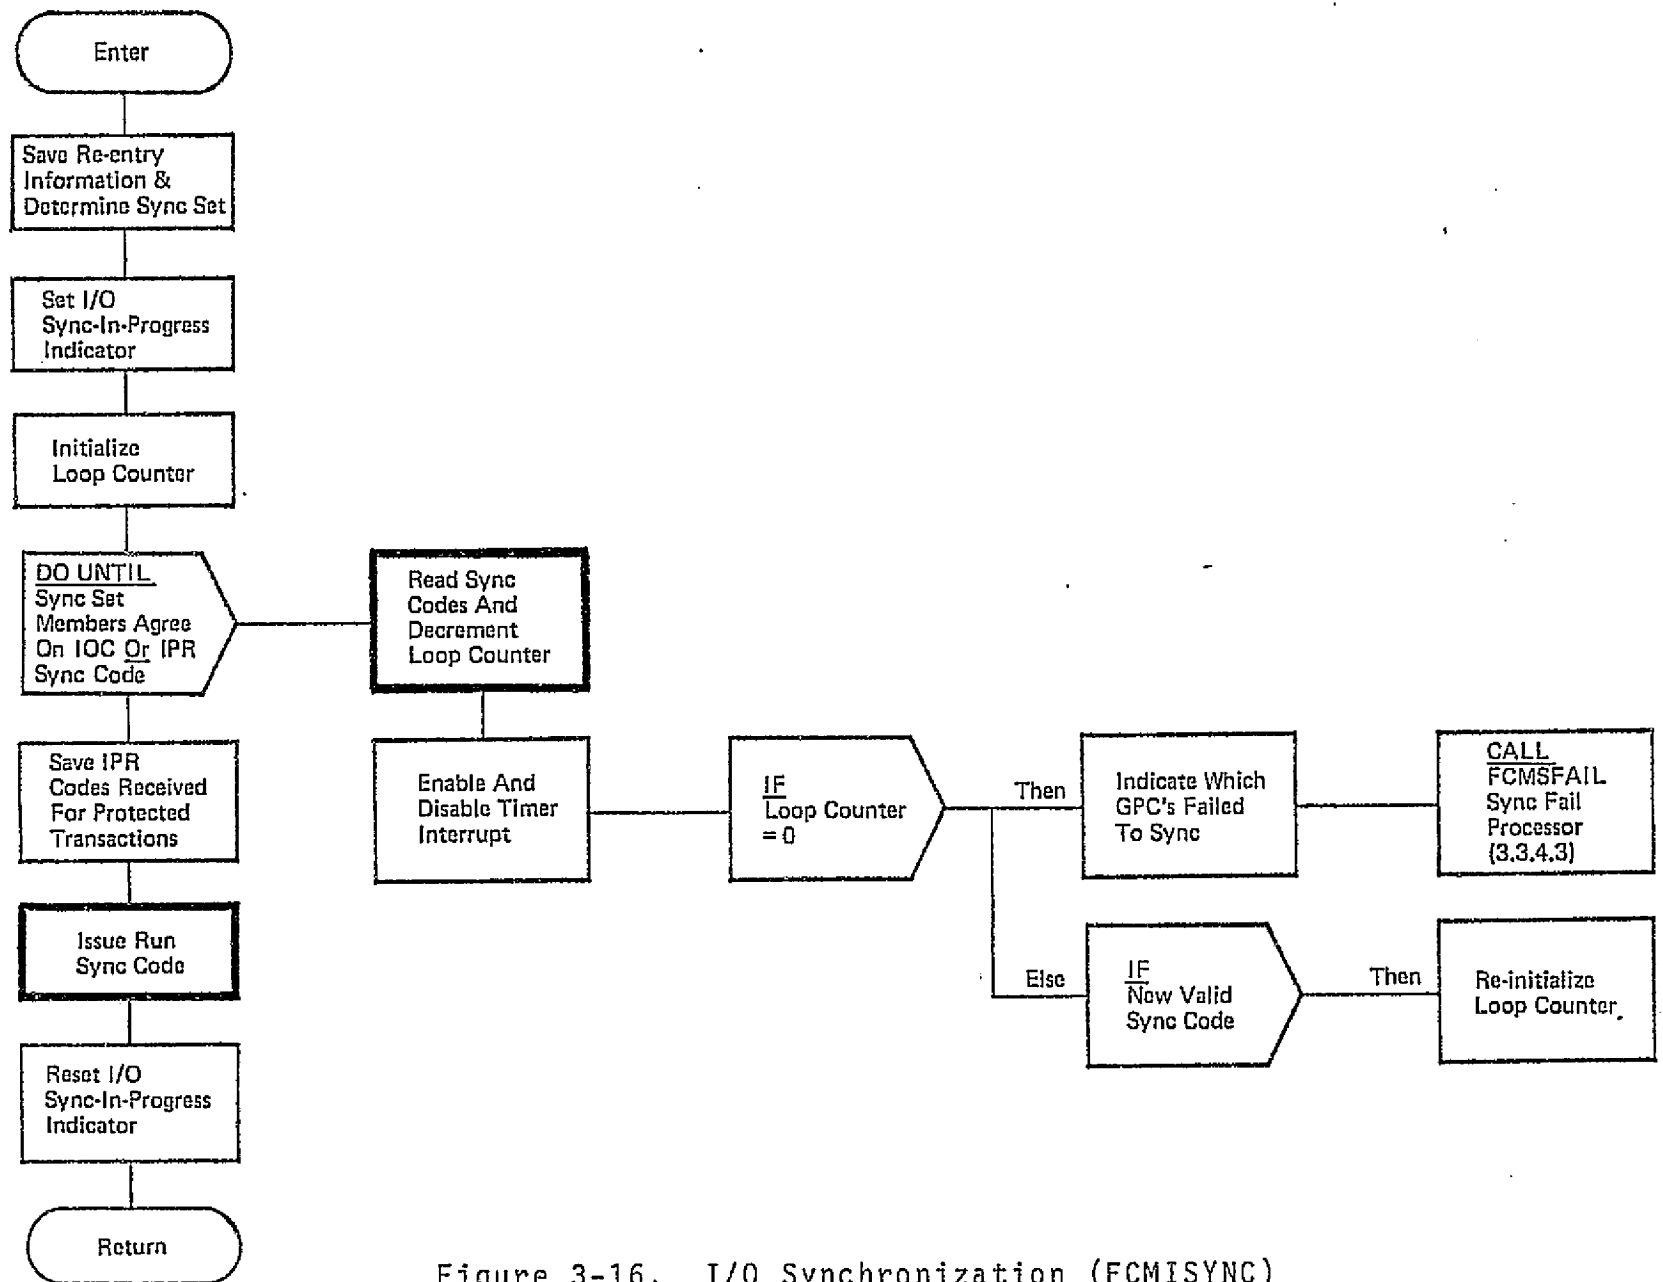 Enter
Save Re-entry
Information &
Determine Sync Set
Set I/O
Sync-In-Progress
Indicator
Initialize
Loop Counter
DO UNTIL
Sync Set
Members Agree
On IOC Or IPR
Sync Code
Read Sync
Codes And
Decrement
Loop Counter
Enable And
Disable Timer
Interrupt
IF
Loop Counter
= 0
Then
Indicate Which
GPC's Failed
To Sync
CALL
FCMSFAIL
Sync Fail
Processor
(3.3.4.3)
Else
IF
New Valid
Sync Code
Then
Re-initialize
Loop Counter
Save IPR
Codes Received
For Protected
Transactions
Issue Run
Sync Code
Reset I/O
Sync-In-Progress
Indicator
Return
Figure 3-16. I/O Synchronization (FCMISYNC)